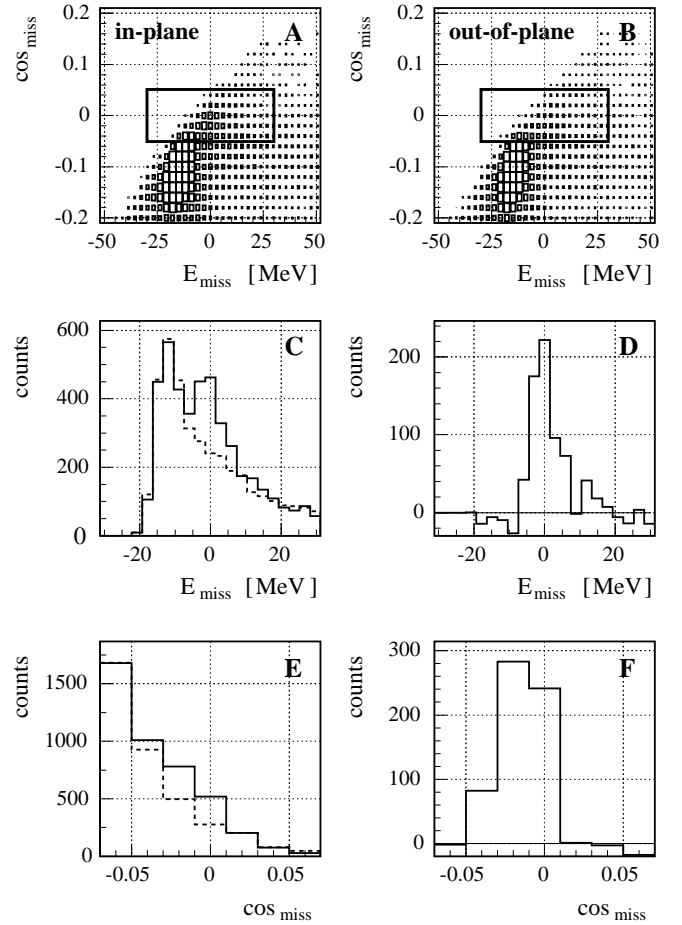 in-plane A
cos miss
0.2
0.1
0
-0.1
-0.2
-50 -25 0 25 50
E miss [MeV]
out-of-plane B
cos miss
0.2
0.1
0
-0.1
-0.2
-50 -25 0 25 50
E miss [MeV]
C
counts
600
400
200
0
-20 0 20
E miss [MeV]
D
counts
200
100
0
-20 0 20
E miss [MeV]
E
counts
1500
1000
500
0
-0.05 0 0.05
cos miss
F
counts
300
200
100
0
-0.05 0 0.05
cos miss